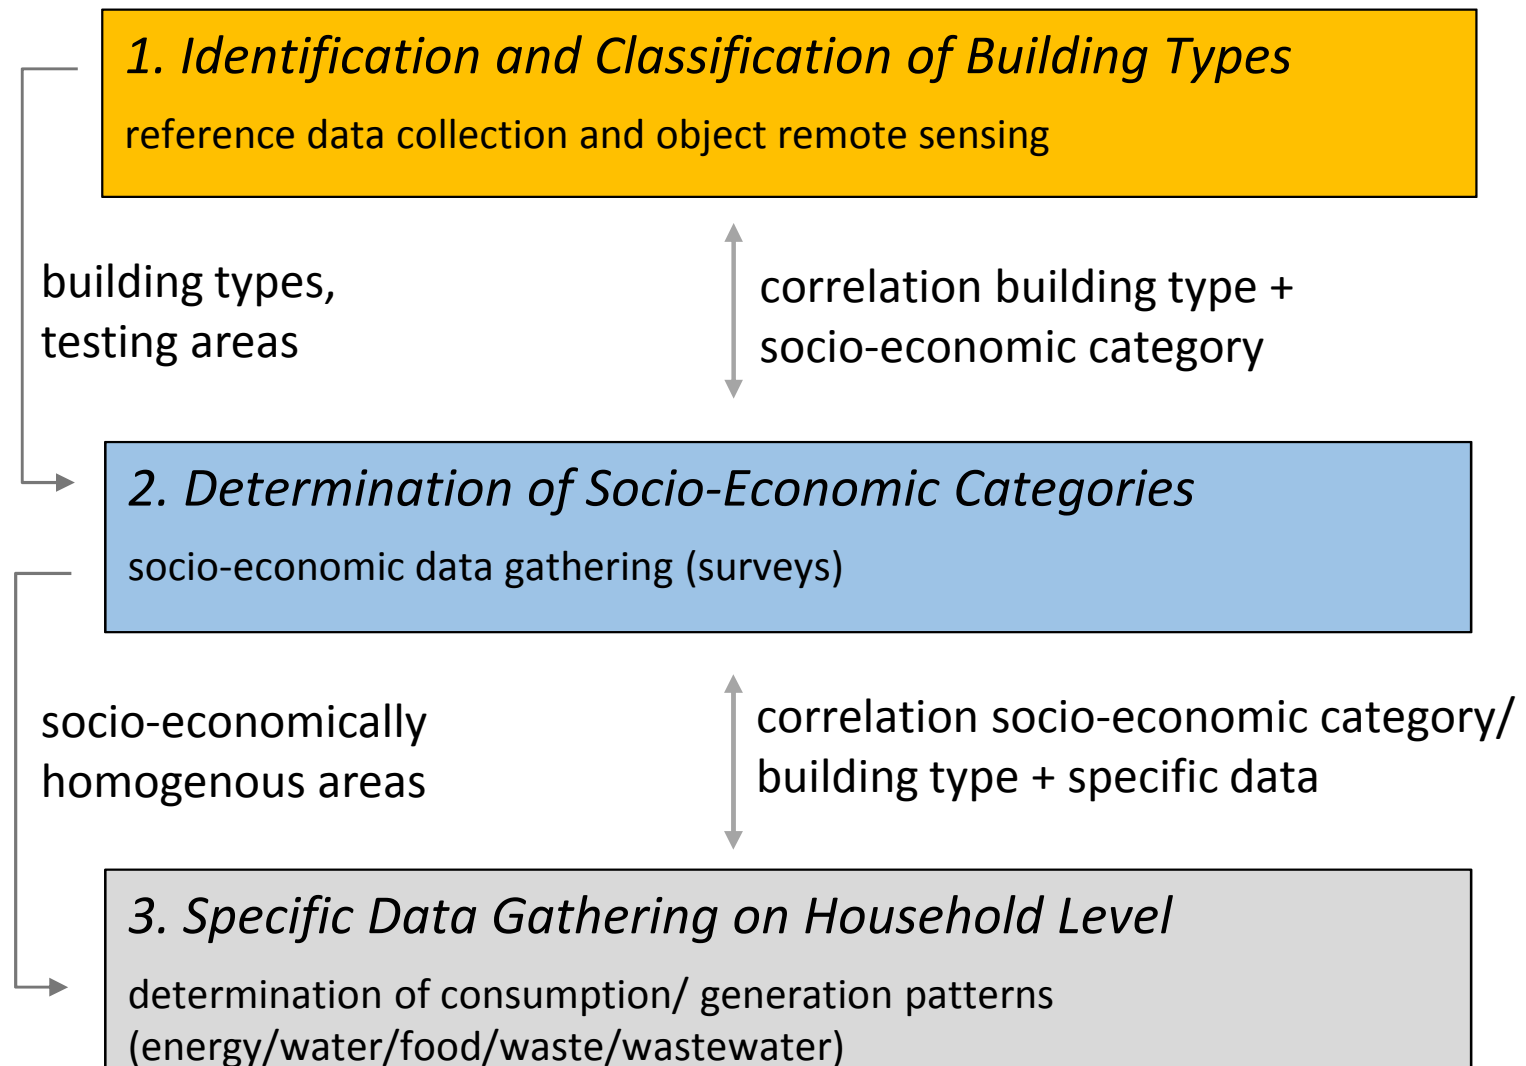 1. Identification and Classification of Building Types
reference data collection and object remote sensing
building types,
testing areas
correlation building type +
socio-economic category
2. Determination of Socio-Economic Categories
socio-economic data gathering (surveys)
socio-economically
homogenous areas
correlation socio-economic category/
building type + specific data
3. Specific Data Gathering on Household Level
determination of consumption/ generation patterns
(energy/water/food/waste/wastewater)